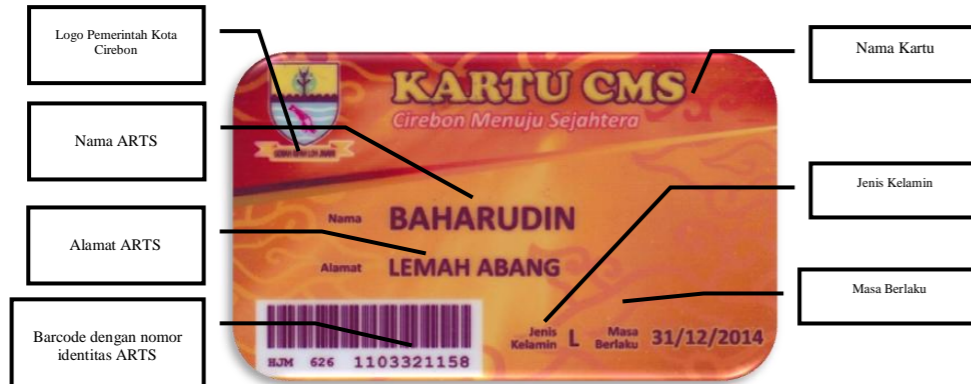 Logo Pemerintah Kota
Cirebon
Nama ARTS
Alamat ARTS
Barcode dengan nomor
identitas ARTS
KARTU CMS
Cirebon Menuju Sejahtera
Nama BAHARUDIN
Alamat LEMAH ABANG
HJM 626 1103321158
Jenis
Kelamin L
Masa
Berlaku 31/12/2014
Nama Kartu
Jenis Kelamin
Masa Berlaku